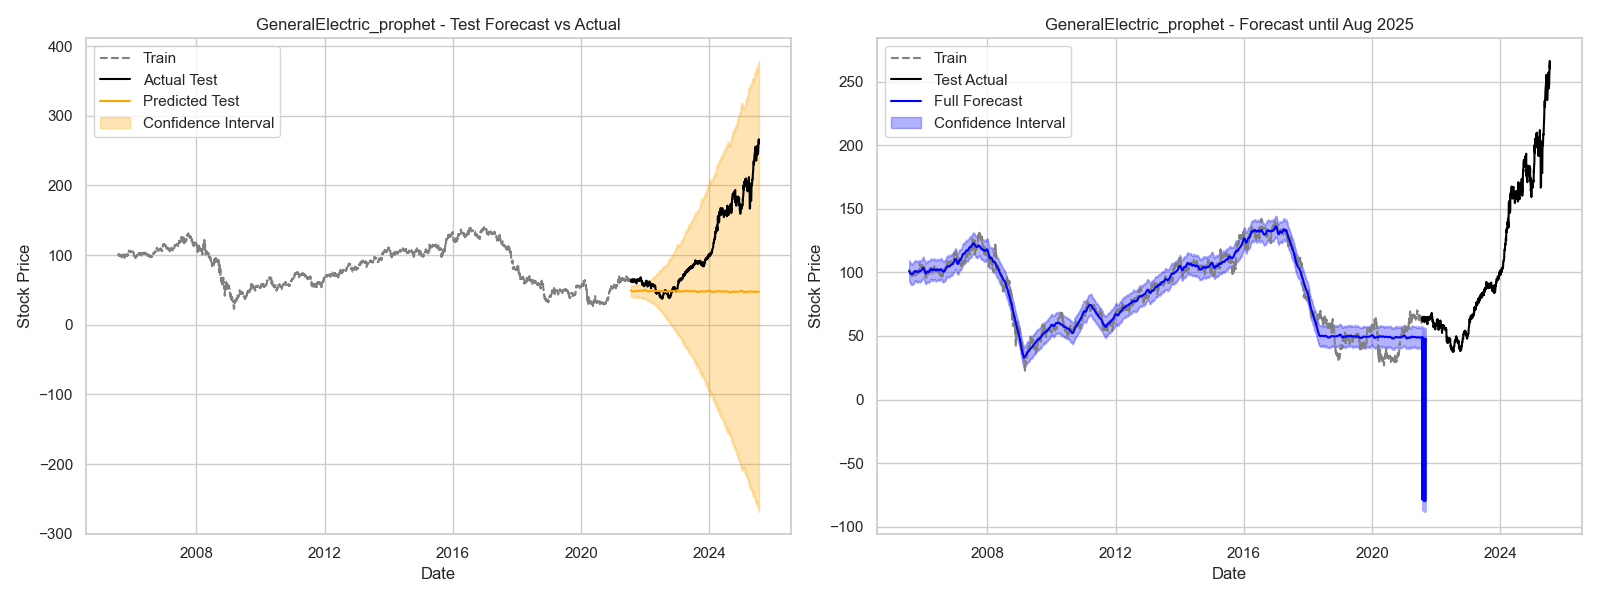 GeneralElectric_prophet - Test Forecast vs Actual
Train
Actual Test
Predicted Test
Confidence Interval
400
300
200
100
0
−100
−200
−300
Stock Price
2008
2012
2016
2020
2024
Date
GeneralElectric_prophet - Forecast until Aug 2025
Train
Test Actual
Full Forecast
Confidence Interval
250
200
150
100
50
0
−50
−100
Stock Price
2008
2012
2016
2020
2024
Date